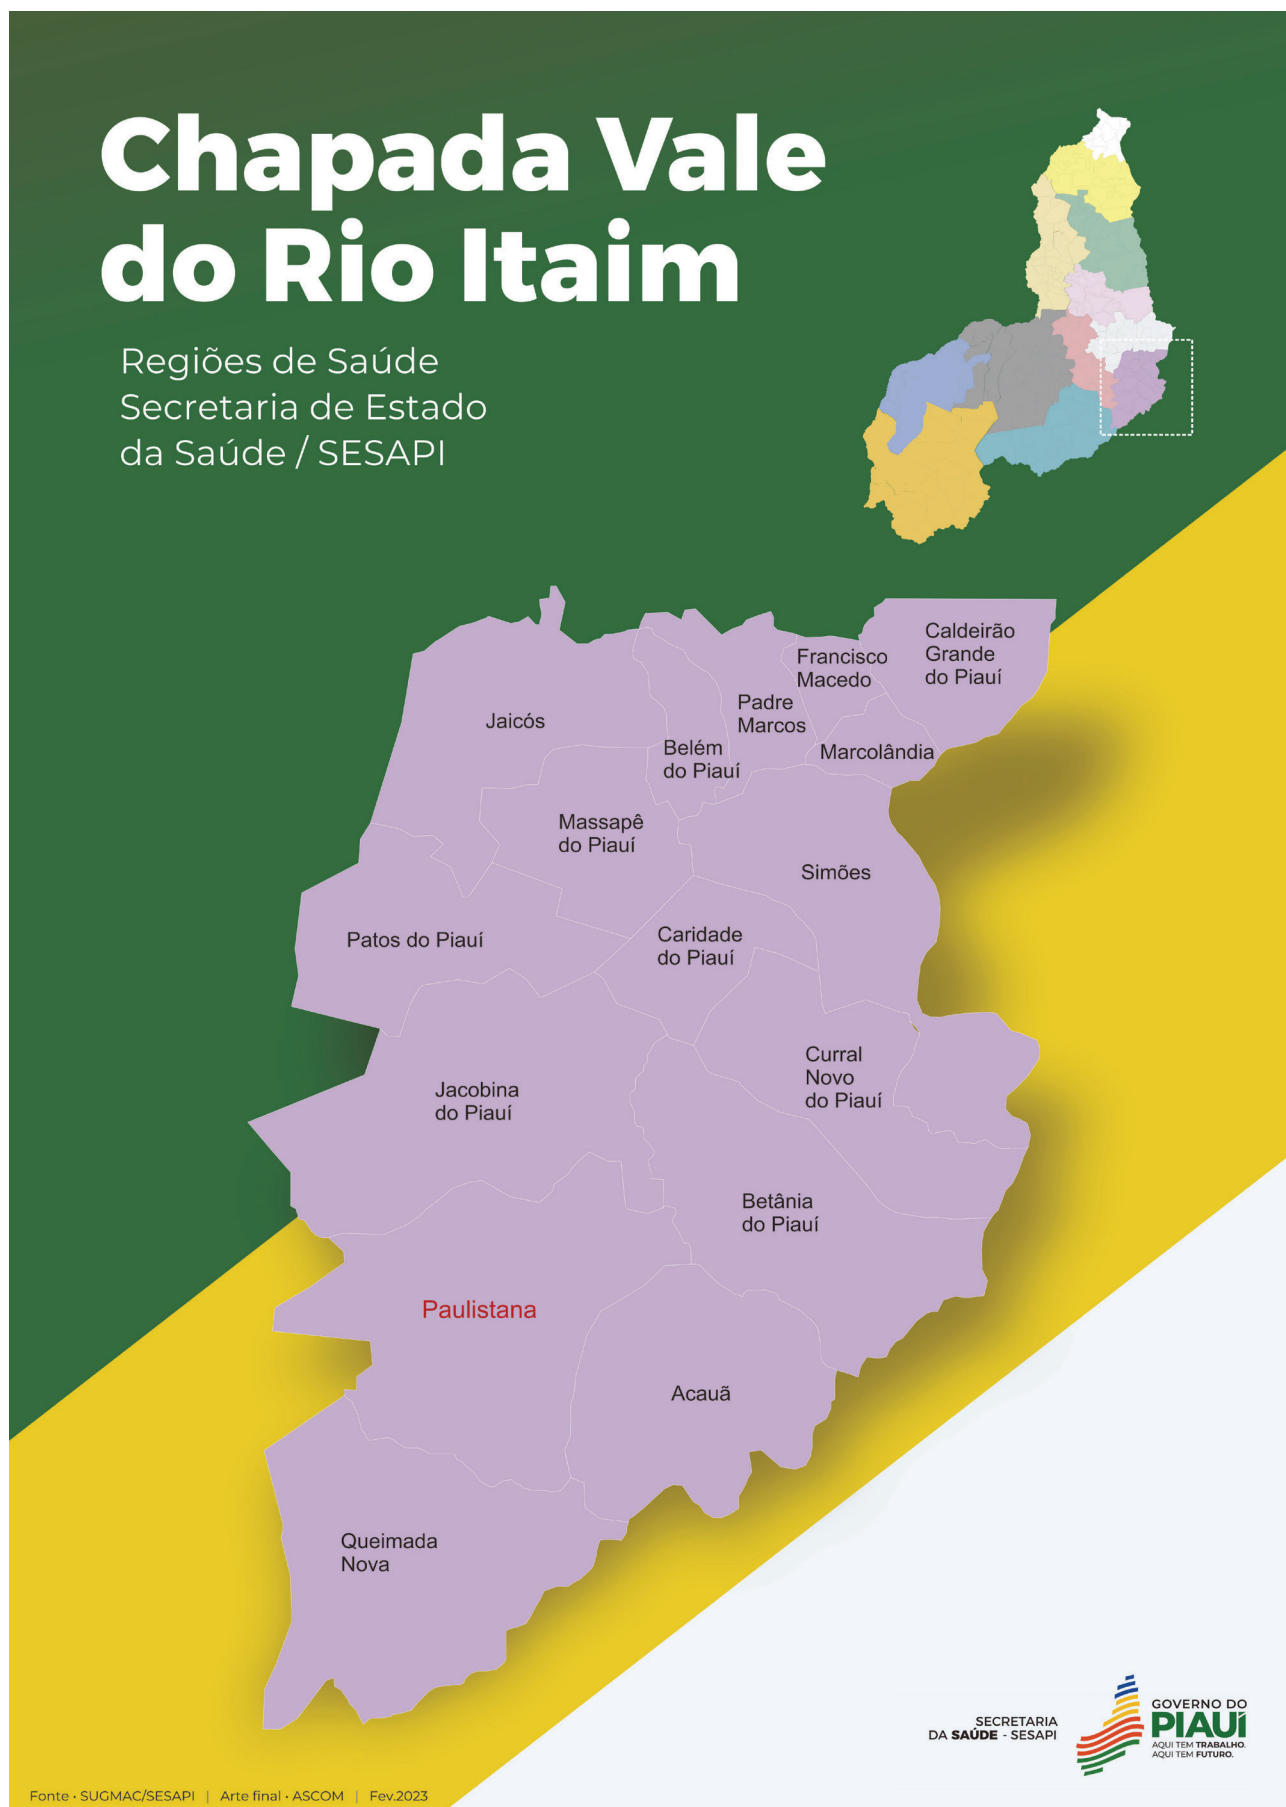 Chapada Vale
do Rio Itaim
Regiões de Saúde
Secretaria de Estado
da Saúde / SESAPI
Caldeirão
Grande
do Piauí
Francisco
Macedo
Padre
Marcos
Jaicós
Belém
do Piauí
Marcolândia
Massapê
do Piauí
Simões
Patos do Piauí
Caridade
do Piauí
Curral
Novo
do Piauí
Jacobina
do Piauí
Betânia
do Piauí
Paulistana
Acauã
Queimada
Nova
SECRETARIA
DA SAÚDE - SESAPI
GOVERNO DO
PIAUÍ
AQUI TEM TRABALHO.
AQUI TEM FUTURO.
Fonte • SUGMAC/SESAPI | Arte final • ASCOM | Fev.2023